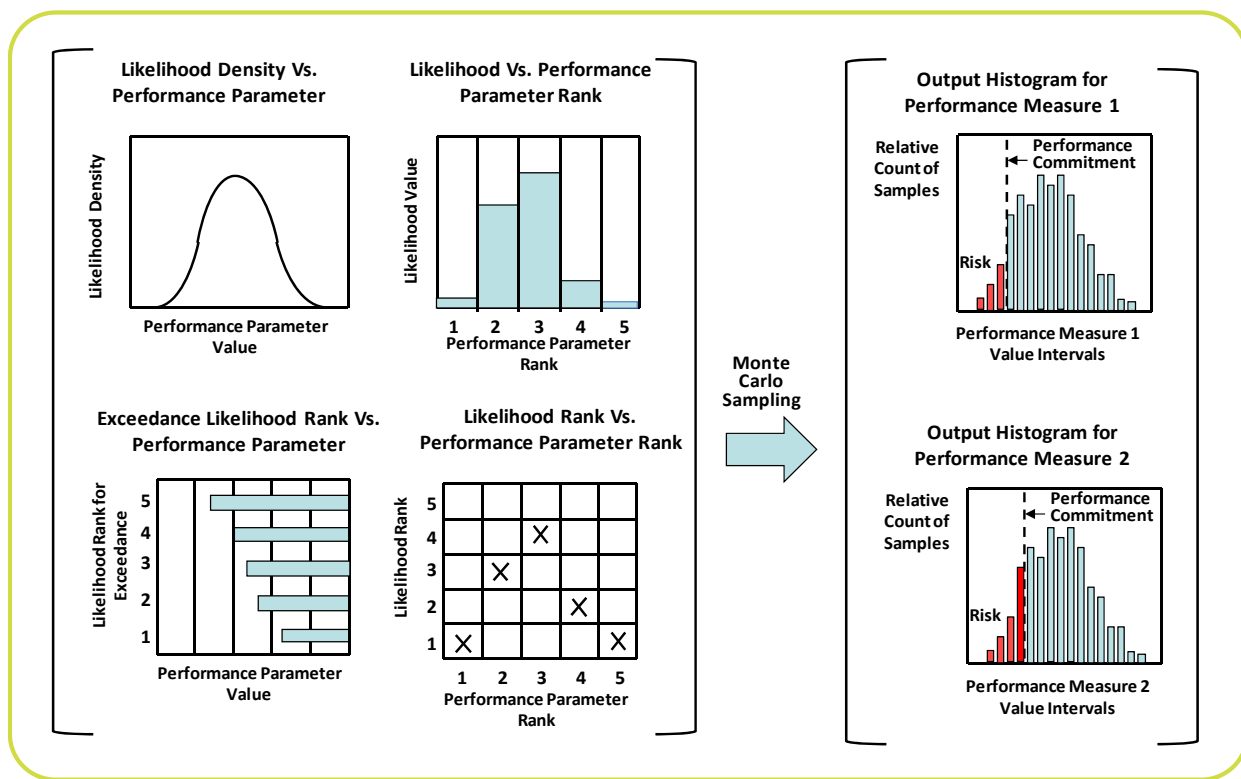 Likelihood Density Vs.
Performance Parameter
Likelihood Density
Performance Parameter
Value
Likelihood Vs. Performance
Parameter Rank
Likelihood Value
1 2 3 4 5
Performance Parameter
Rank
Exceedance Likelihood Rank Vs.
Performance Parameter
Likelihood Rank for
Exceedance
5
4
3
2
1
Performance Parameter
Value
Likelihood Rank Vs.
Performance Parameter Rank
Likelihood Rank
5
4
3
2
1
X
X
X
X
X
1 2 3 4 5
Performance Parameter
Rank
Monte
Carlo
Sampling
Output Histogram for
Performance Measure 1
Relative
Count of
Samples
Performance
Commitment
Risk
Performance Measure 1
Value Intervals
Output Histogram for
Performance Measure 2
Relative
Count of
Samples
Performance
Commitment
Risk
Performance Measure 2
Value Intervals